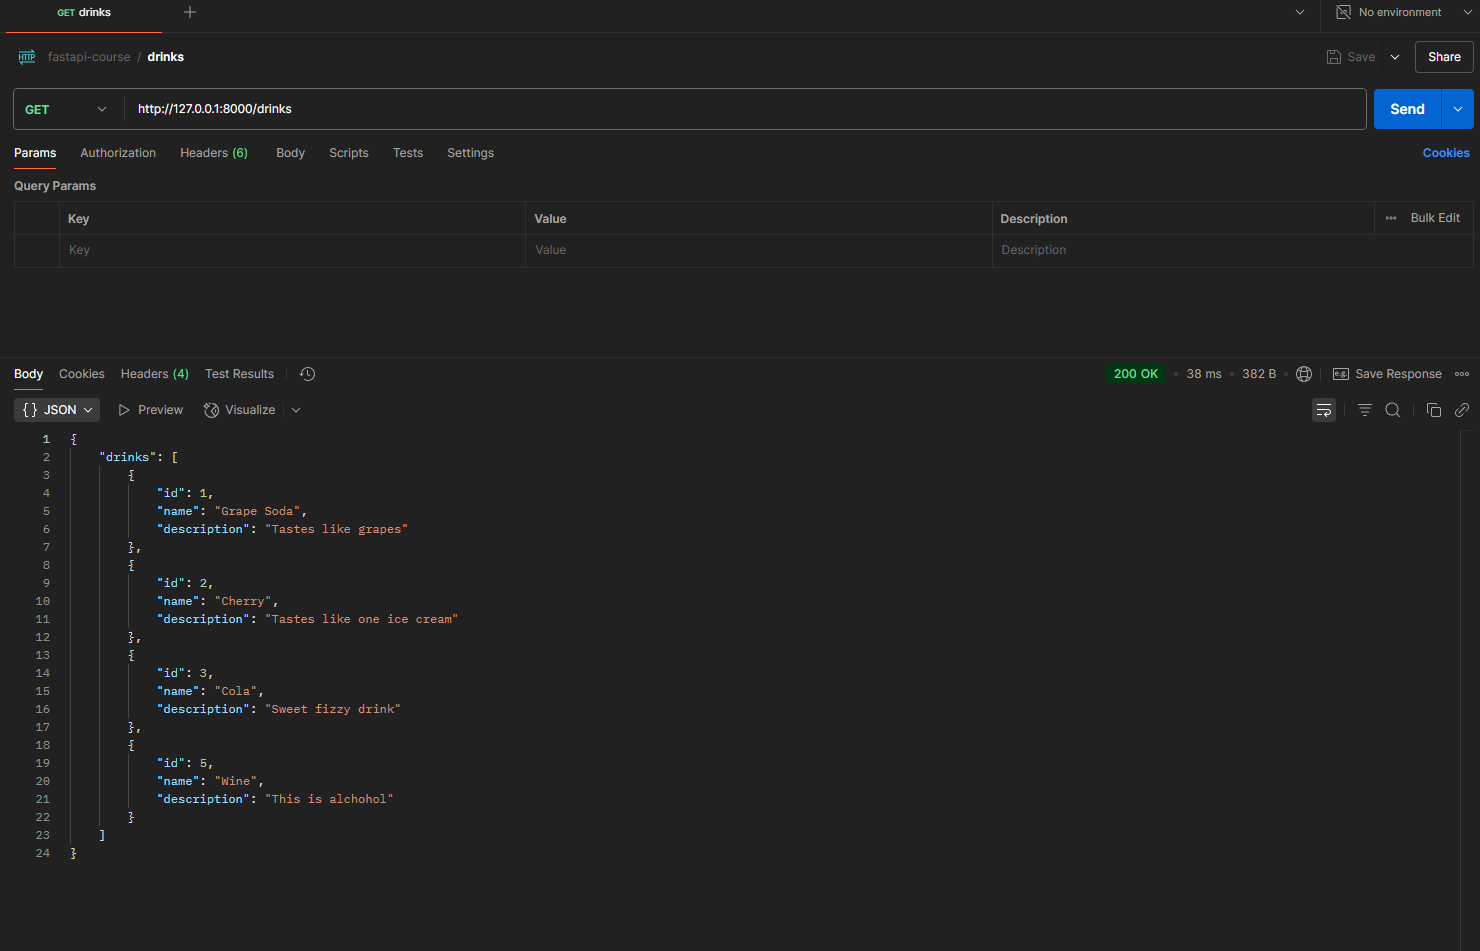 GET drinks
No environment
HTTP fastapi-course / drinks
Save
Share
GET http://127.0.0.1:8000/drinks
Send
Params Authorization Headers (6) Body Scripts Tests Settings
Cookies
Query Params
Key Value Description Bulk Edit
Key Value Description
Body Cookies Headers (4) Test Results
200 OK • 38 ms • 382 B • e.g. Save Response
{} JSON Preview Visualize
1 {
2 "drinks": [
3 {
4 "id": 1,
5 "name": "Grape Soda",
6 "description": "Tastes like grapes"
7 },
8 {
9 "id": 2,
10 "name": "Cherry",
11 "description": "Tastes like one ice cream"
12 },
13 {
14 "id": 3,
15 "name": "Cola",
16 "description": "Sweet fizzy drink"
17 },
18 {
19 "id": 5,
20 "name": "Wine",
21 "description": "This is alchohol"
22 }
23 ]
24 }